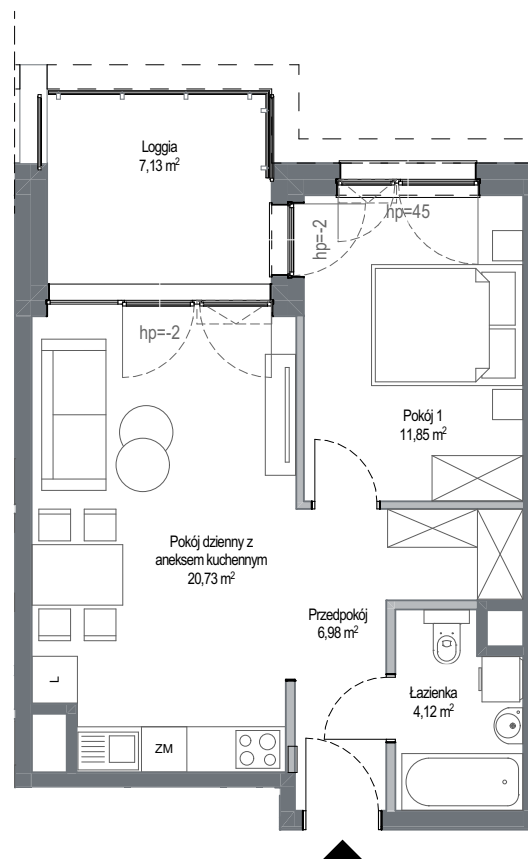 Loggia
7,13 m²
hp=45
hp=-2
hp=-2
Pokój 1
11,85 m²
Pokój dzienny z
aneksem kuchennym
20,73 m²
Przedpokój
6,98 m²
Łazienka
4,12 m²
L
ZM